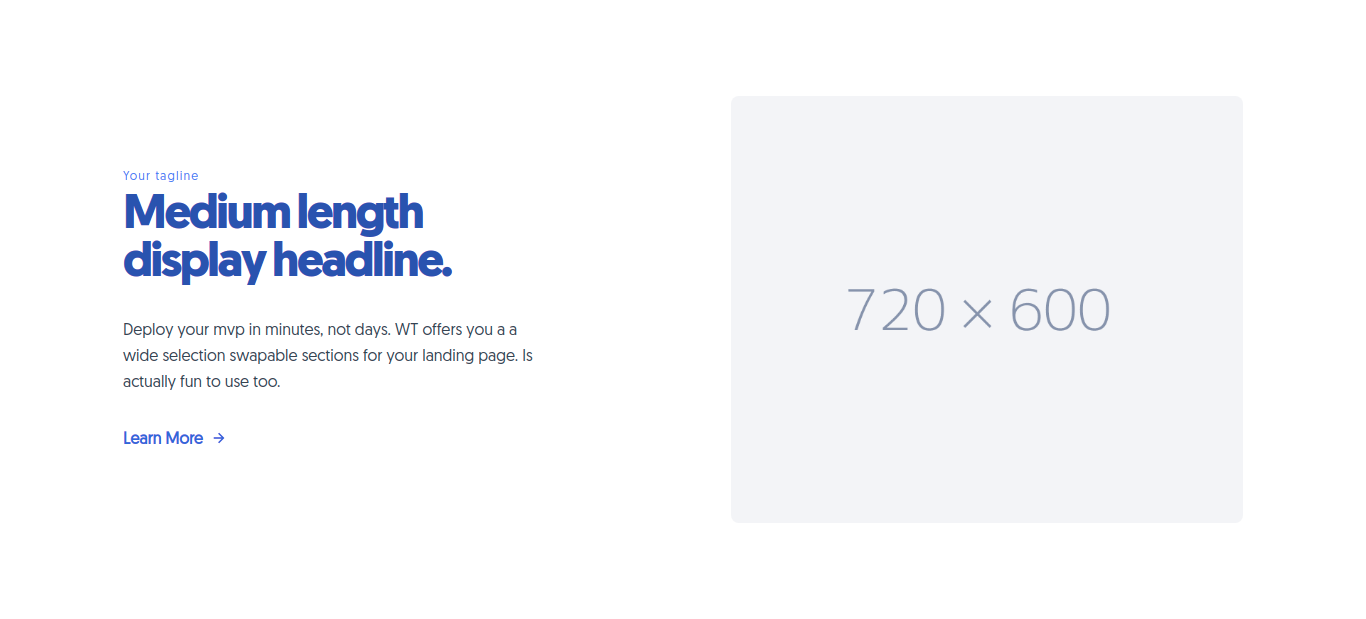 Your tagline
Medium length
display headline.
Deploy your mvp in minutes, not days. WT offers you a a
wide selection swapable sections for your landing page. Is
actually fun to use too.
Learn More →
720 × 600